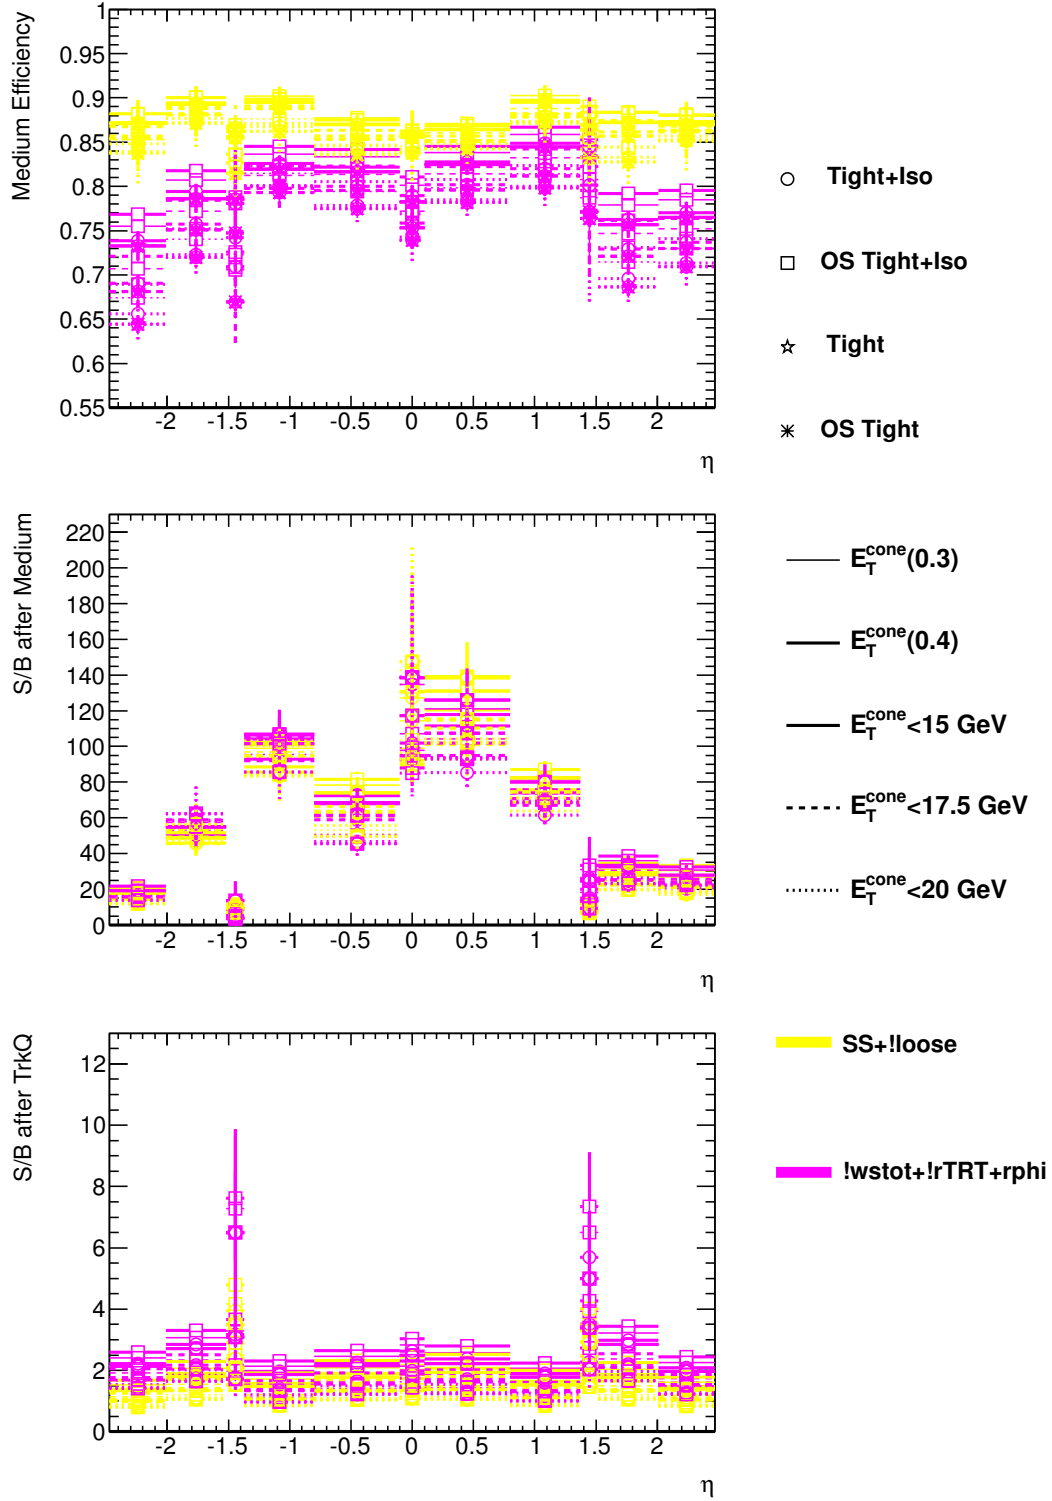 Medium Efficiency
1
0.95
0.9
0.85
0.8
0.75
0.7
0.65
0.6
0.55
-2 -1.5 -1 -0.5 0 0.5 1 1.5 2
η
Tight+Iso
OS Tight+Iso
Tight
OS Tight
S/B after Medium
220
200
180
160
140
120
100
80
60
40
20
0
-2 -1.5 -1 -0.5 0 0.5 1 1.5 2
η
E_T^cone(0.3)
E_T^cone(0.4)
E_T^cone<15 GeV
E_T^cone<17.5 GeV
E_T^cone<20 GeV
S/B after TrkQ
12
10
8
6
4
2
0
-2 -1.5 -1 -0.5 0 0.5 1 1.5 2
η
SS+!loose
!wstot+!rTRT+rphi